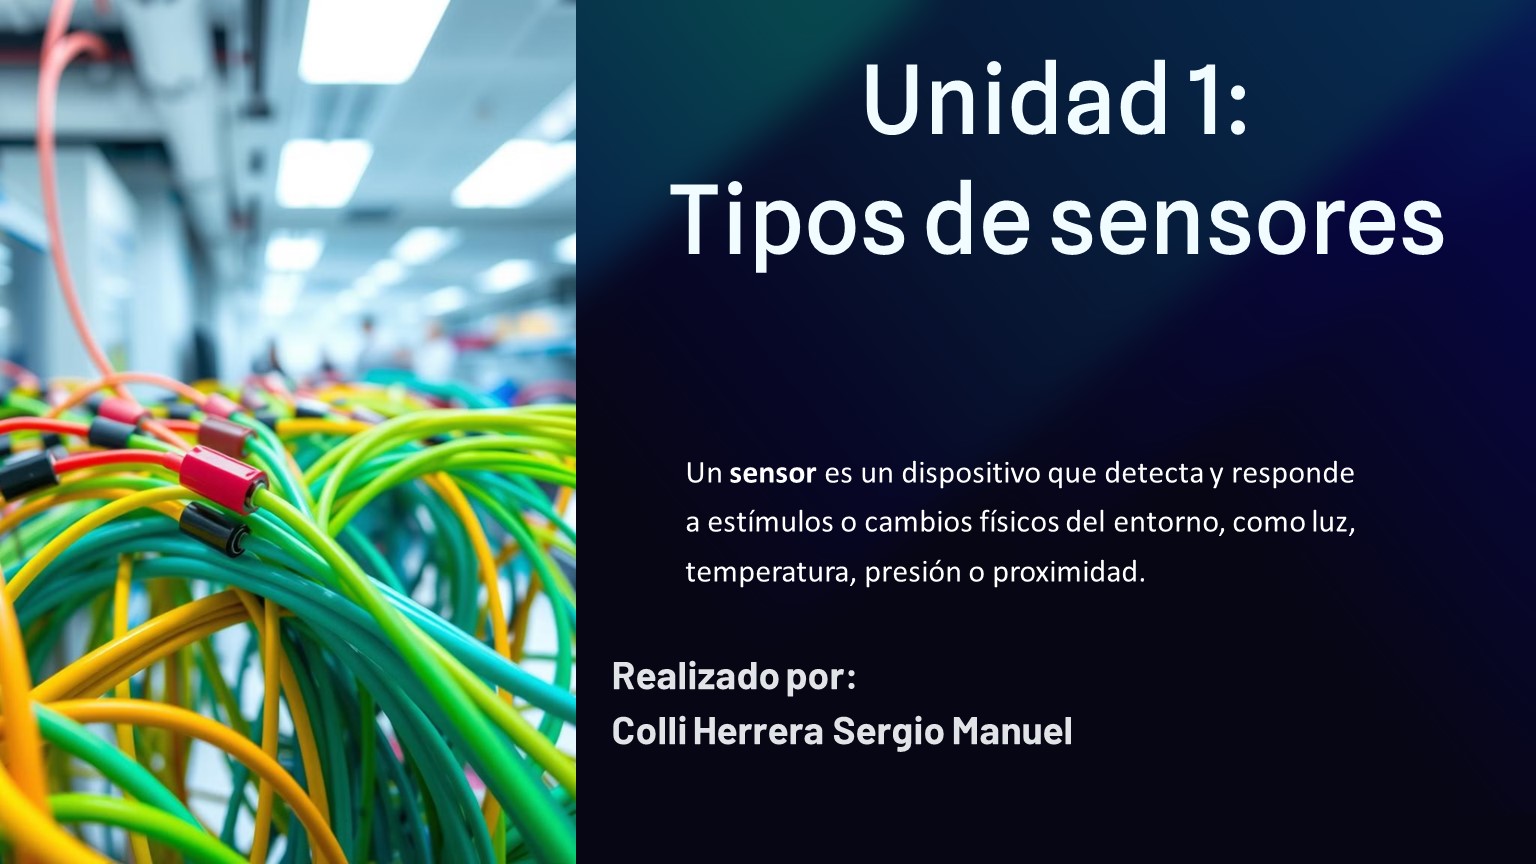 Unidad 1:
Tipos de sensores
Un sensor es un dispositivo que detecta y responde
a estímulos o cambios físicos del entorno, como luz,
temperatura, presión o proximidad.
Realizado por:
Colli Herrera Sergio Manuel